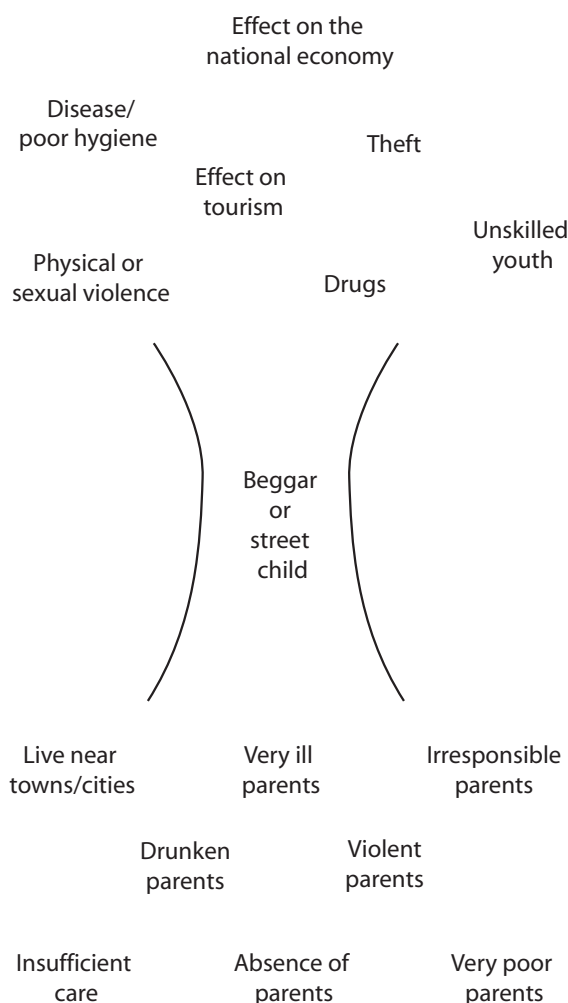 Effect on the
national economy
Disease/
poor hygiene
Theft
Effect on
tourism
Unskilled
youth
Physical or
sexual violence
Drugs
Beggar
or
street
child
Live near
towns/cities
Very ill
parents
Irresponsible
parents
Drunken
parents
Violent
parents
Insufficient
care
Absence of
parents
Very poor
parents